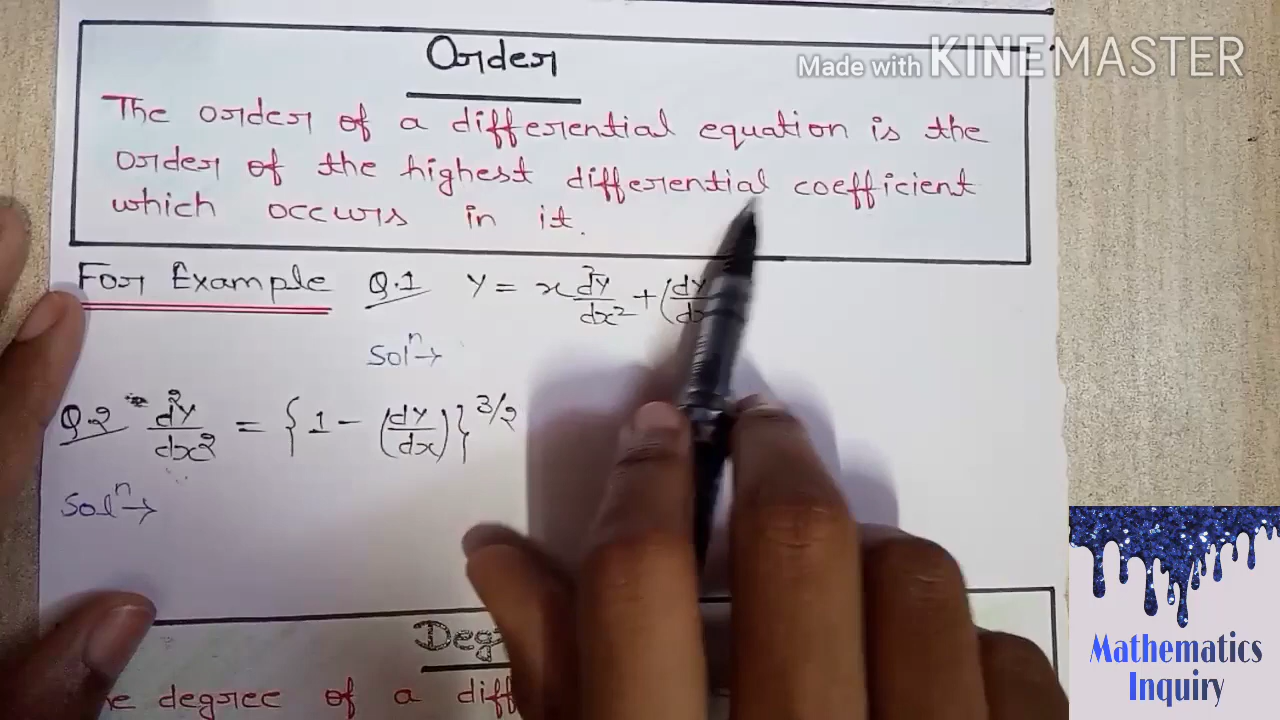 Order
Made with KINEMASTER
The order of a differential equation is the
order of the highest differential coefficient
which occurs in it.
For Example Q.1 y = x d²y/dx² + (dy/dx
Solⁿ→
Q.2 d²y/dx² = {1 - (dy/dx)}^3/2
Solⁿ→
degree of a
Mathematics
Inquiry